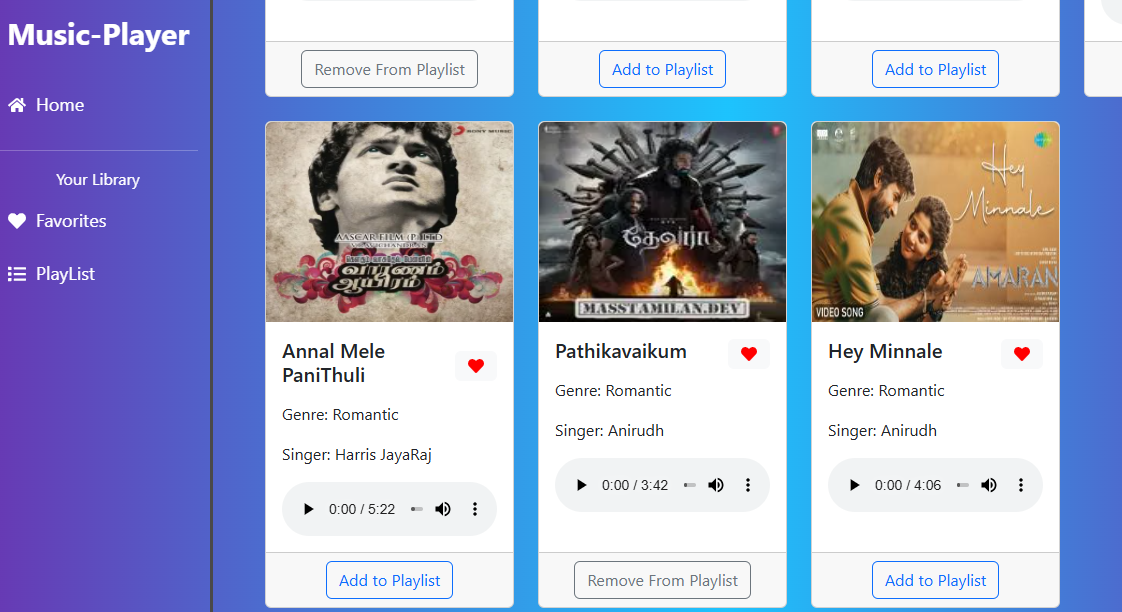 Music-Player
Home
Your Library
Favorites
PlayList
Remove From Playlist
Add to Playlist
Add to Playlist
SONY MUSIC
AASCAR FILM (P) LTD
வாரணம்
ஆயிரம்
Annal Mele
PaniThuli
Genre: Romantic
Singer: Harris JayaRaj
0:00 / 5:22
Add to Playlist
தேவரா
MASSTAMILAN.DEV
Pathikavaikum
Genre: Romantic
Singer: Anirudh
0:00 / 3:42
Remove From Playlist
Hey
Minnale
AMARAN
VIDEO SONG
Hey Minnale
Genre: Romantic
Singer: Anirudh
0:00 / 4:06
Add to Playlist